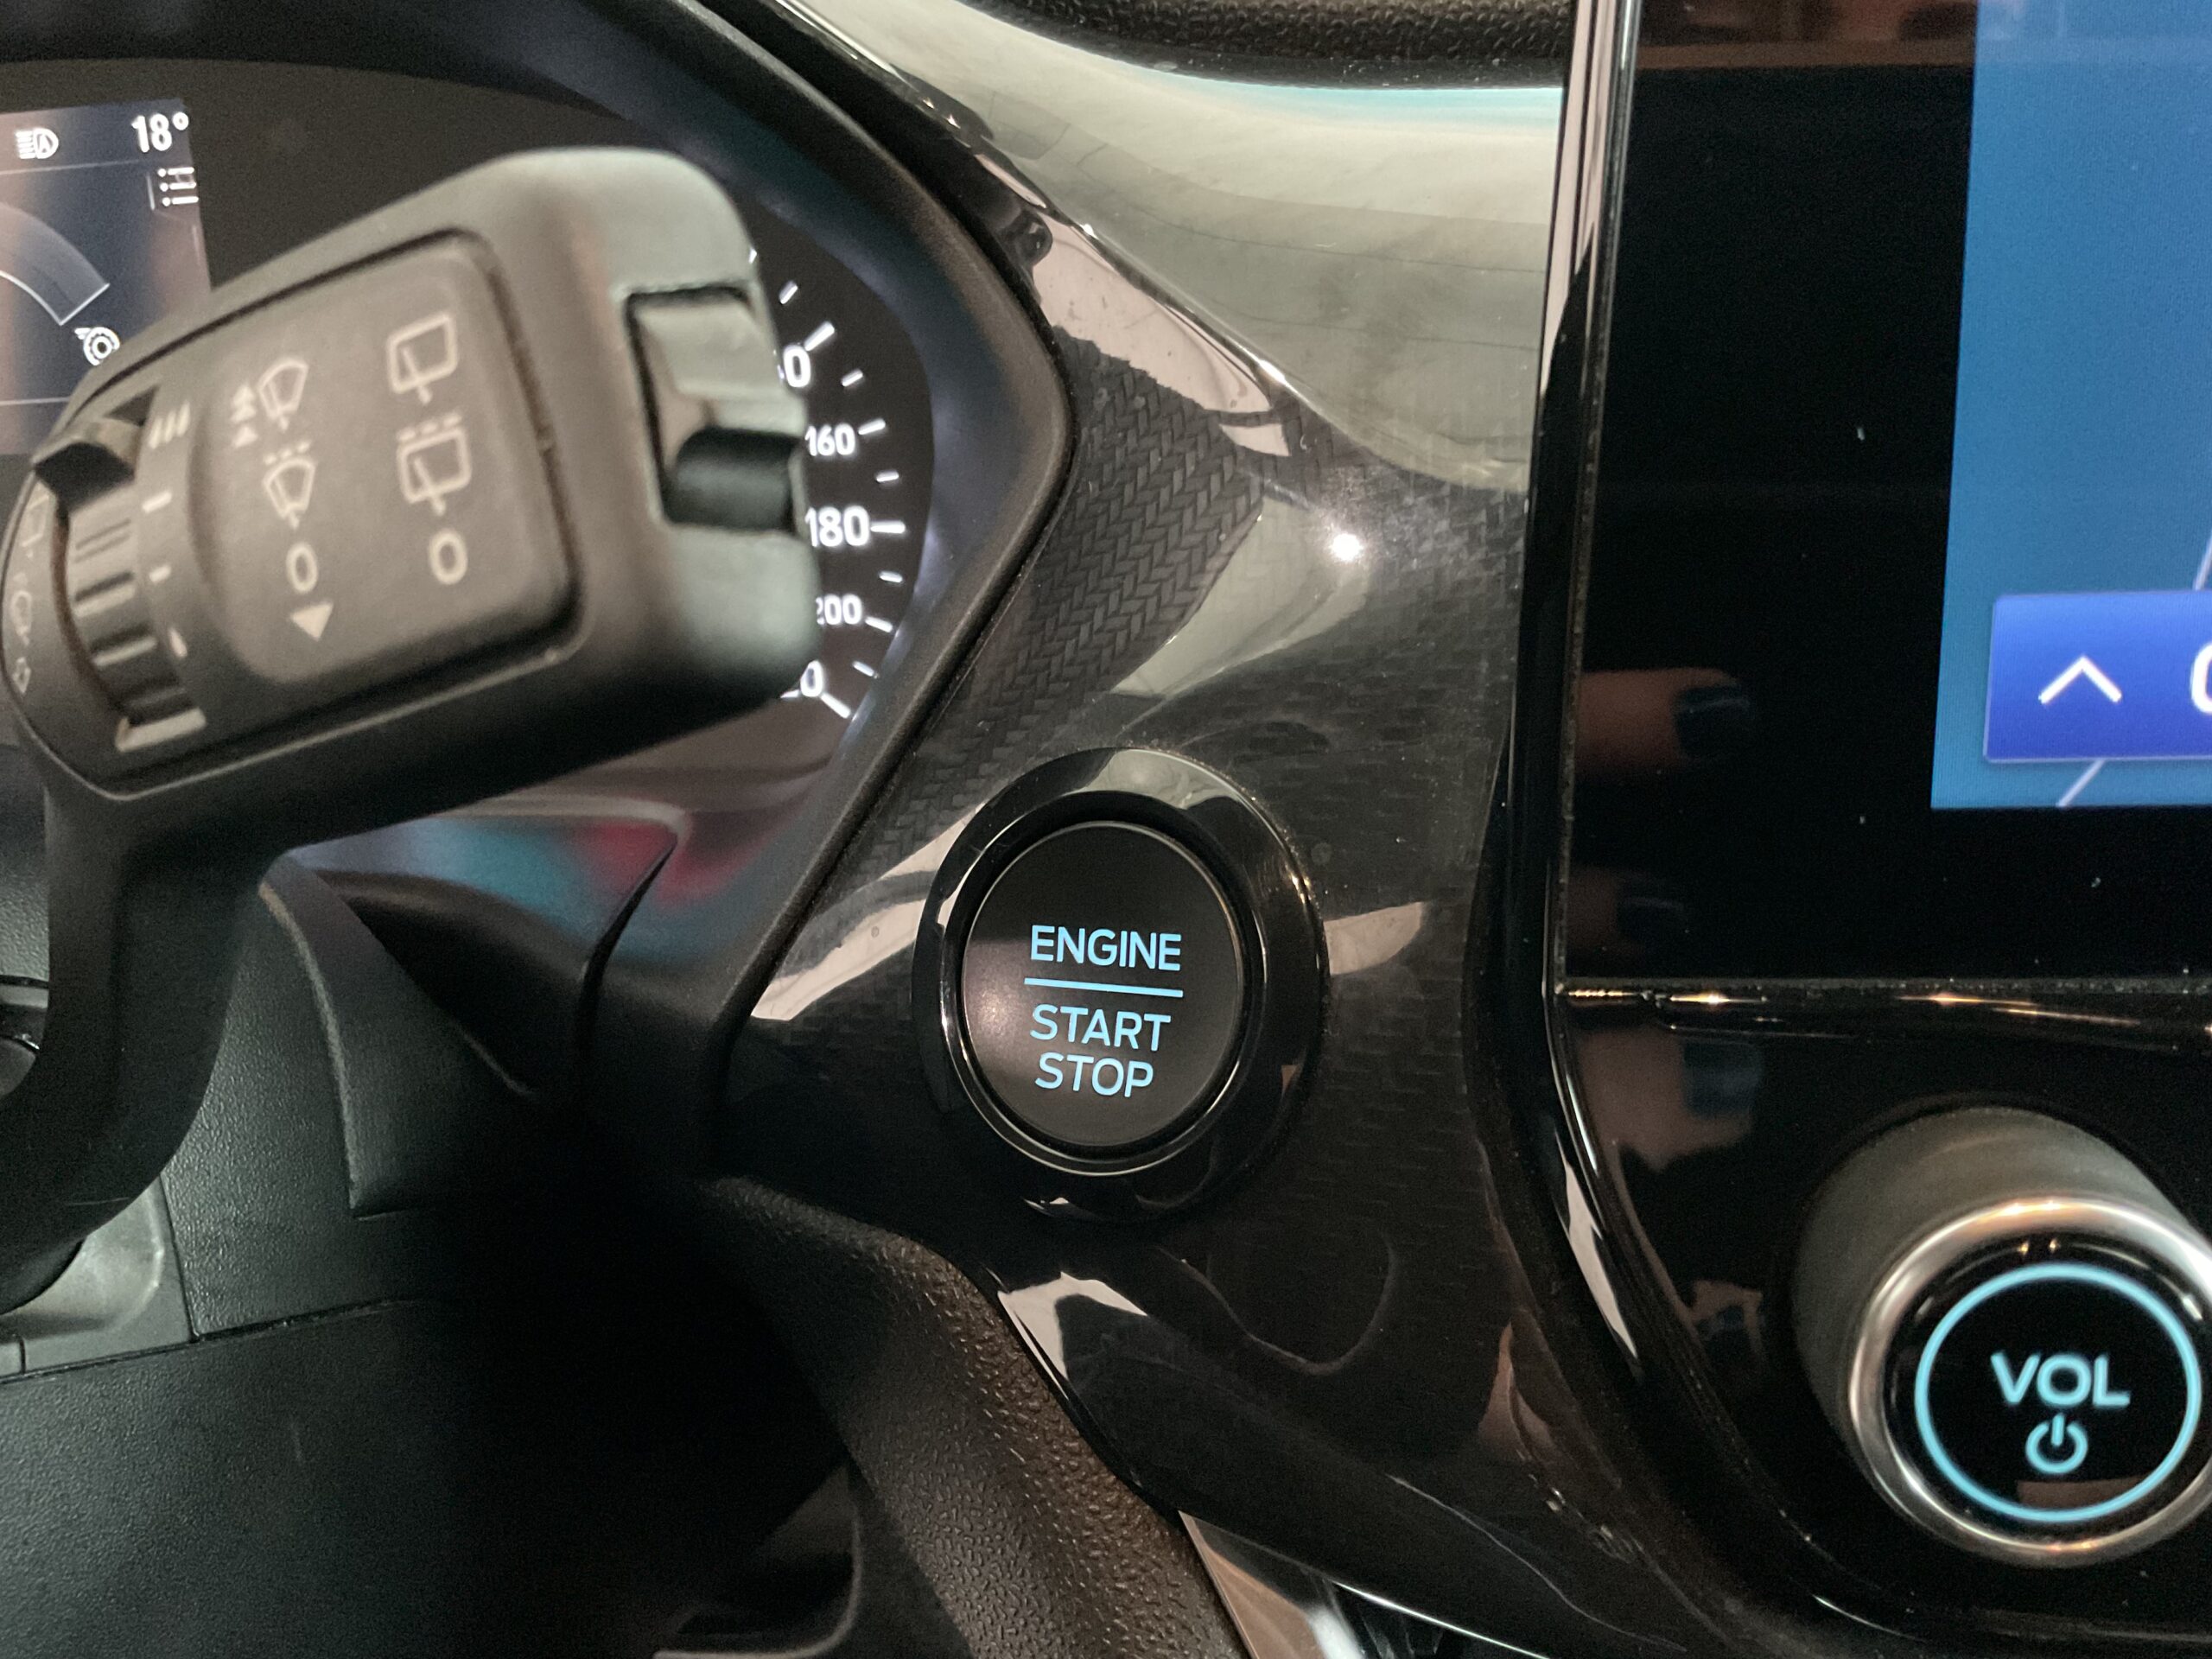 18°
160
180
200
O
O
ENGINE
START
STOP
VOL